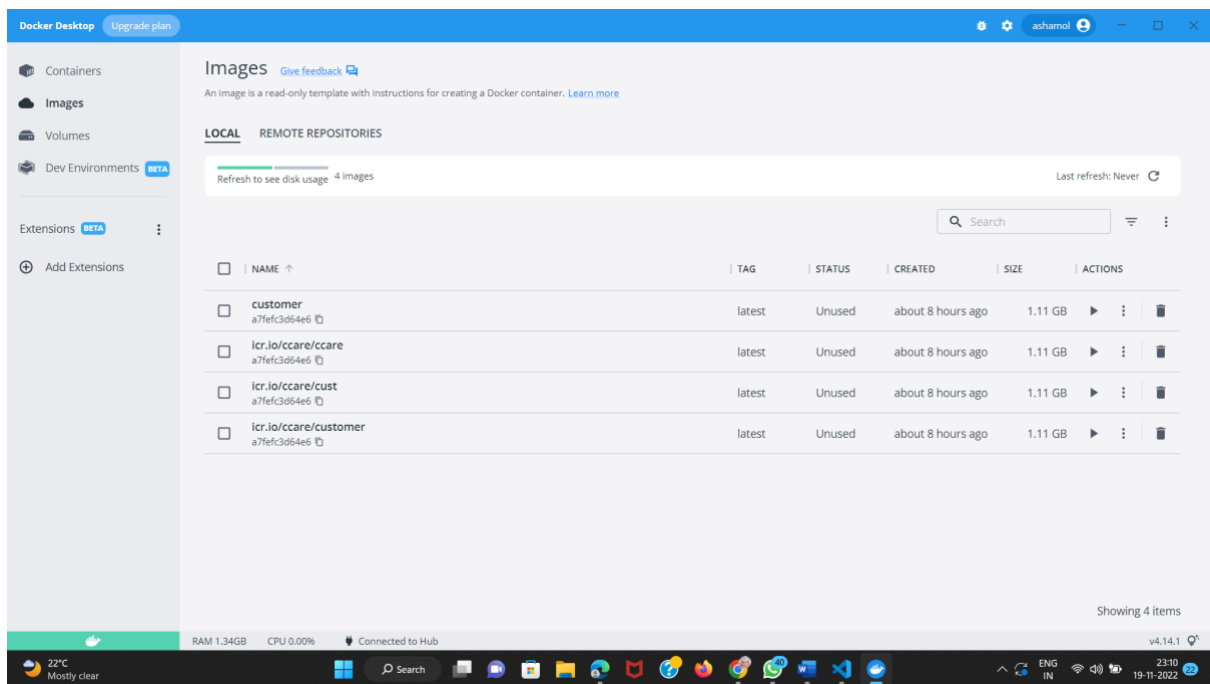 Docker Desktop Upgrade plan ashamol
Containers
Images
Volumes
Dev Environments BETA
Extensions BETA
Add Extensions
Images Give feedback
An image is a read-only template with instructions for creating a Docker container. Learn more
LOCAL REMOTE REPOSITORIES
Refresh to see disk usage 4 images Last refresh: Never
Search
NAME TAG STATUS CREATED SIZE ACTIONS
customer
a7fefc3d64e6
latest Unused about 8 hours ago 1.11 GB
icr.io/ccare/ccare
a7fefc3d64e6
latest Unused about 8 hours ago 1.11 GB
icr.io/ccare/cust
a7fefc3d64e6
latest Unused about 8 hours ago 1.11 GB
icr.io/ccare/customer
a7fefc3d64e6
latest Unused about 8 hours ago 1.11 GB
Showing 4 items
RAM 1.34GB CPU 0.00% Connected to Hub v4.14.1
22°C
Mostly clear
Search
40
ENG
IN
23:10
19-11-2022
22